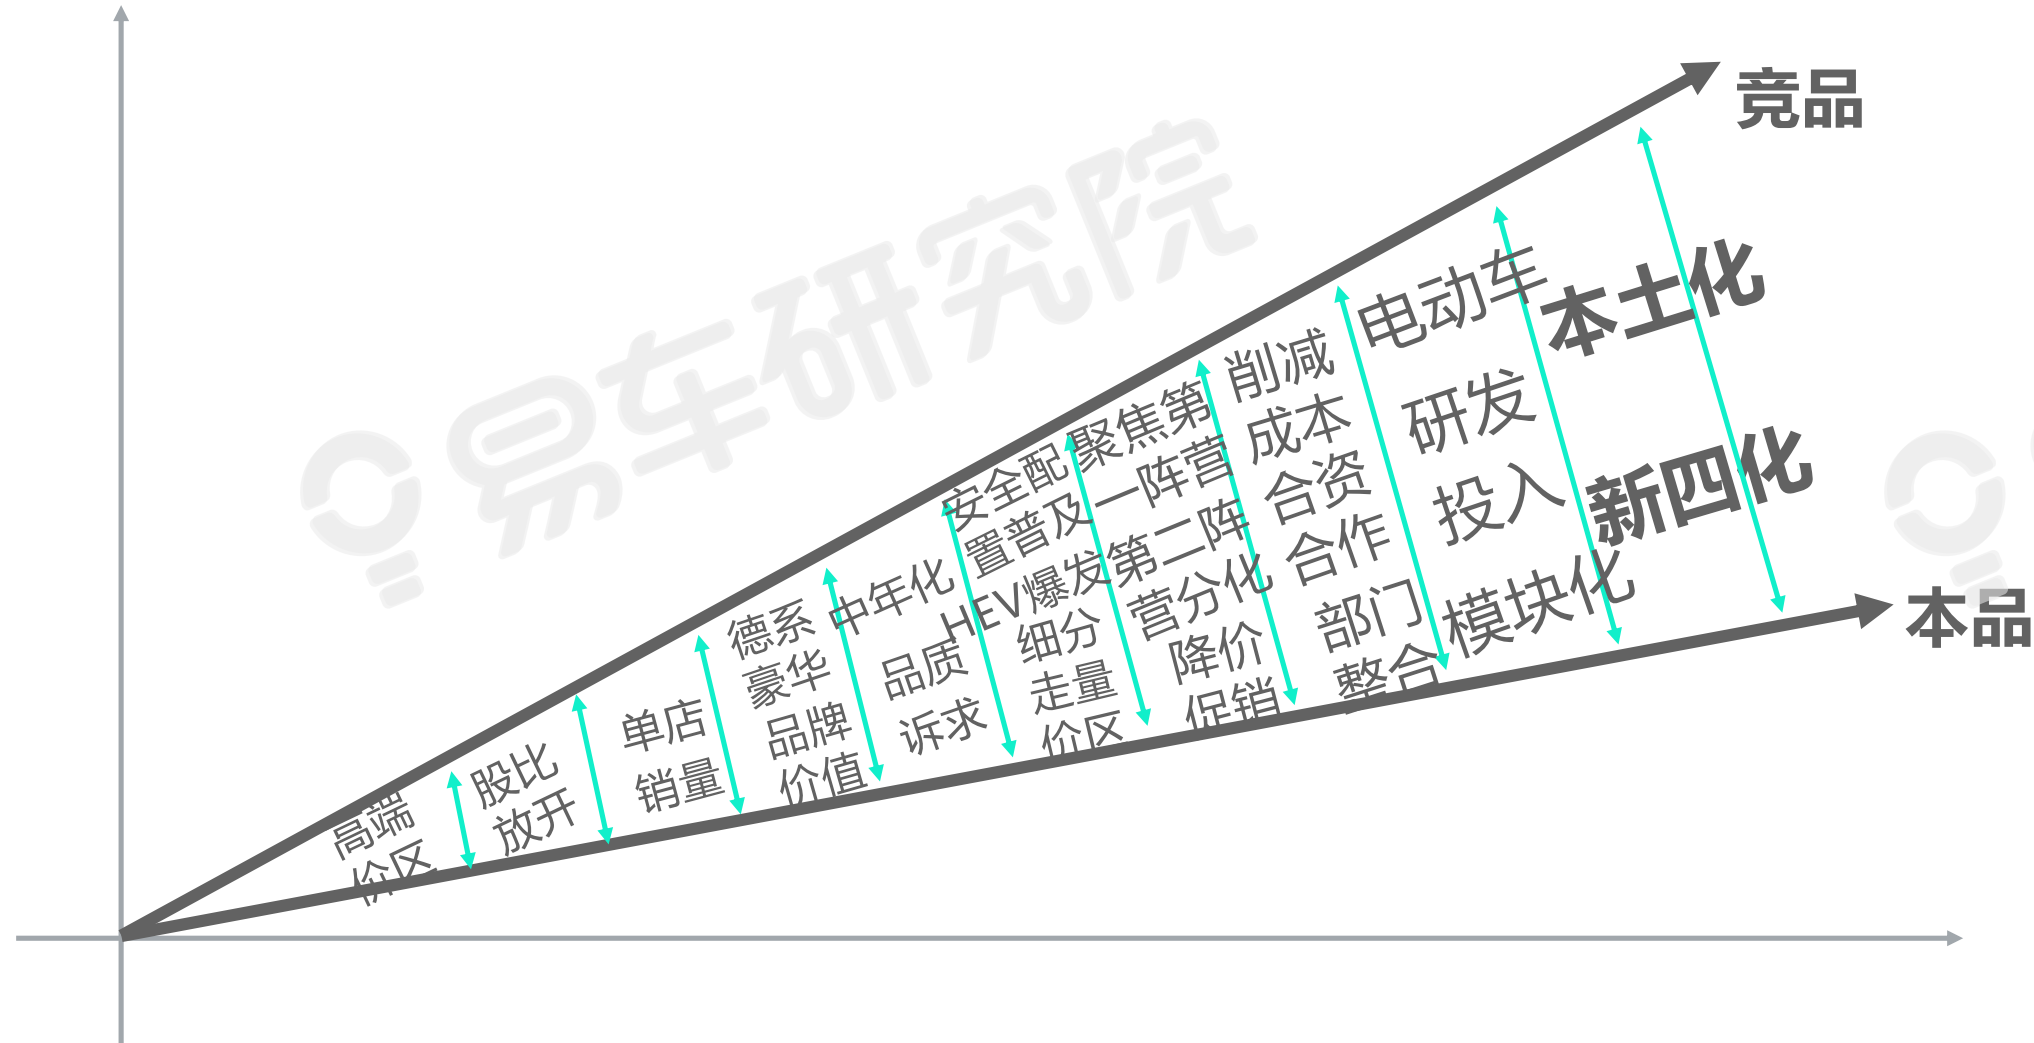 易车研究院
竞品
本品
高端
价区
股比
放开
单店
销量
德系
豪华
品牌
价值
中年化
品质
诉求
安全配
置普及
HEV爆发
细分
走量
价区
聚焦第
一阵营
第二阵
营分化
降价
促销
削减
成本
合资
合作
部门
整合
电动车
研发
投入
模块化
本土化
新四化